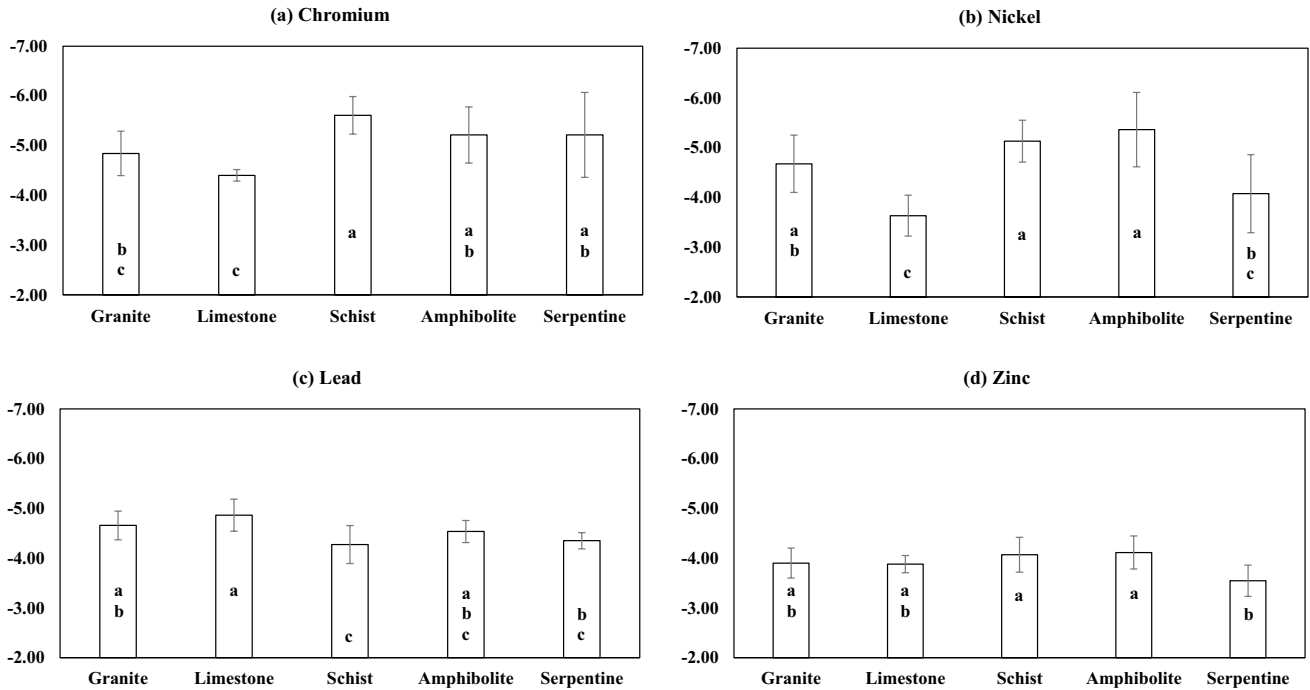 (a) Chromium
-7.00
-6.00
-5.00
-4.00
-3.00
-2.00
b
c
c
a
a
b
a
b
Granite Limestone Schist Amphibolite Serpentine
(b) Nickel
-7.00
-6.00
-5.00
-4.00
-3.00
-2.00
a
b
c
a
a
b
c
Granite Limestone Schist Amphibolite Serpentine
(c) Lead
-7.00
-6.00
-5.00
-4.00
-3.00
-2.00
a
b
a
c
a
b
c
b
c
Granite Limestone Schist Amphibolite Serpentine
(d) Zinc
-7.00
-6.00
-5.00
-4.00
-3.00
-2.00
a
b
a
b
a
a
b
Granite Limestone Schist Amphibolite Serpentine